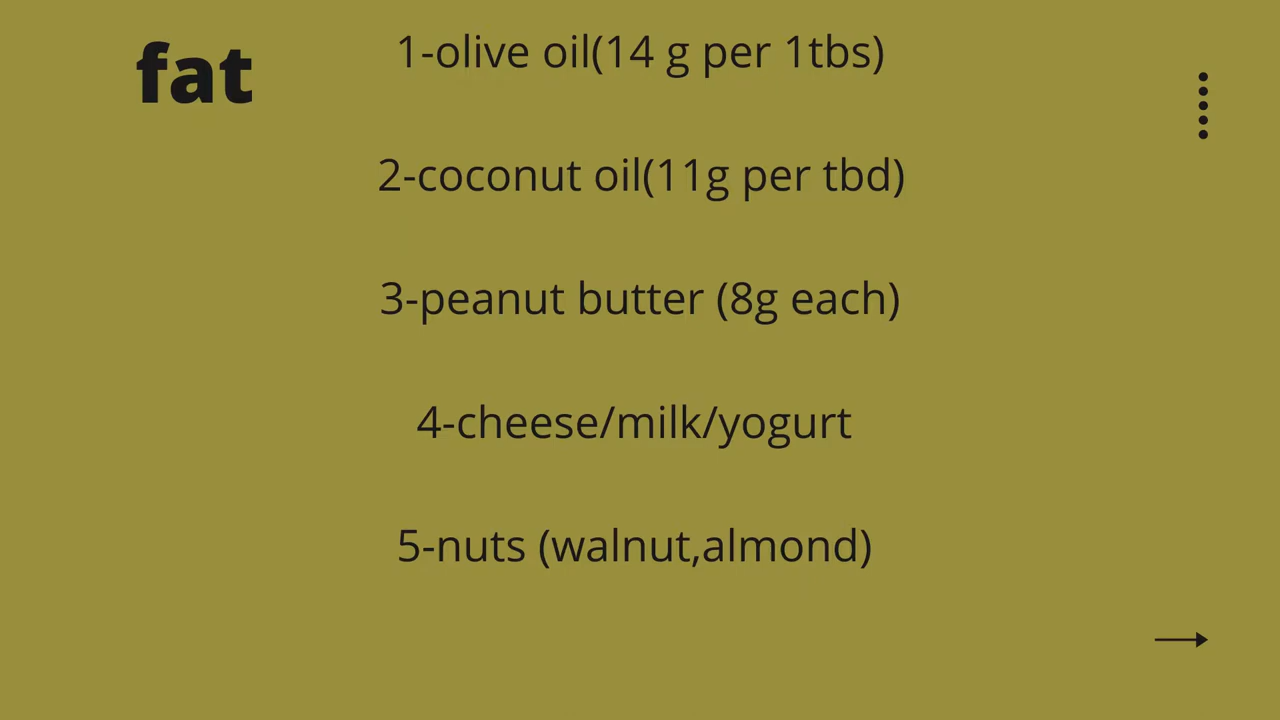 fat
1-olive oil(14 g per 1tbs)
2-coconut oil(11g per tbd)
3-peanut butter (8g each)
4-cheese/milk/yogurt
5-nuts (walnut,almond)